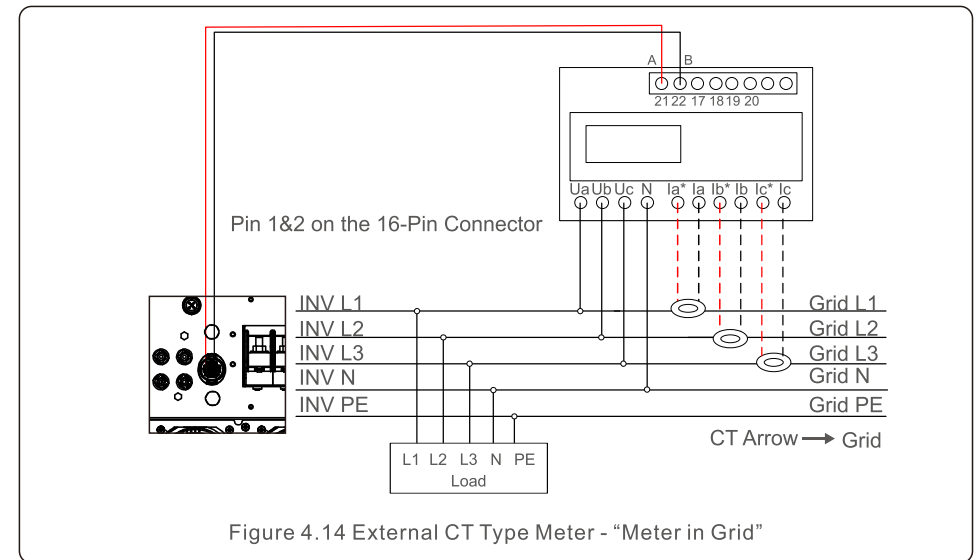 A B
21 22 17 18 19 20
Ua Ub Uc N Ia* Ia Ib* Ib Ic* Ic
Pin 1&2 on the 16-Pin Connector
INV L1 Grid L1
INV L2 Grid L2
INV L3 Grid L3
INV N Grid N
INV PE Grid PE
CT Arrow → Grid
L1 L2 L3 N PE
Load
Figure 4.14 External CT Type Meter - “Meter in Grid”